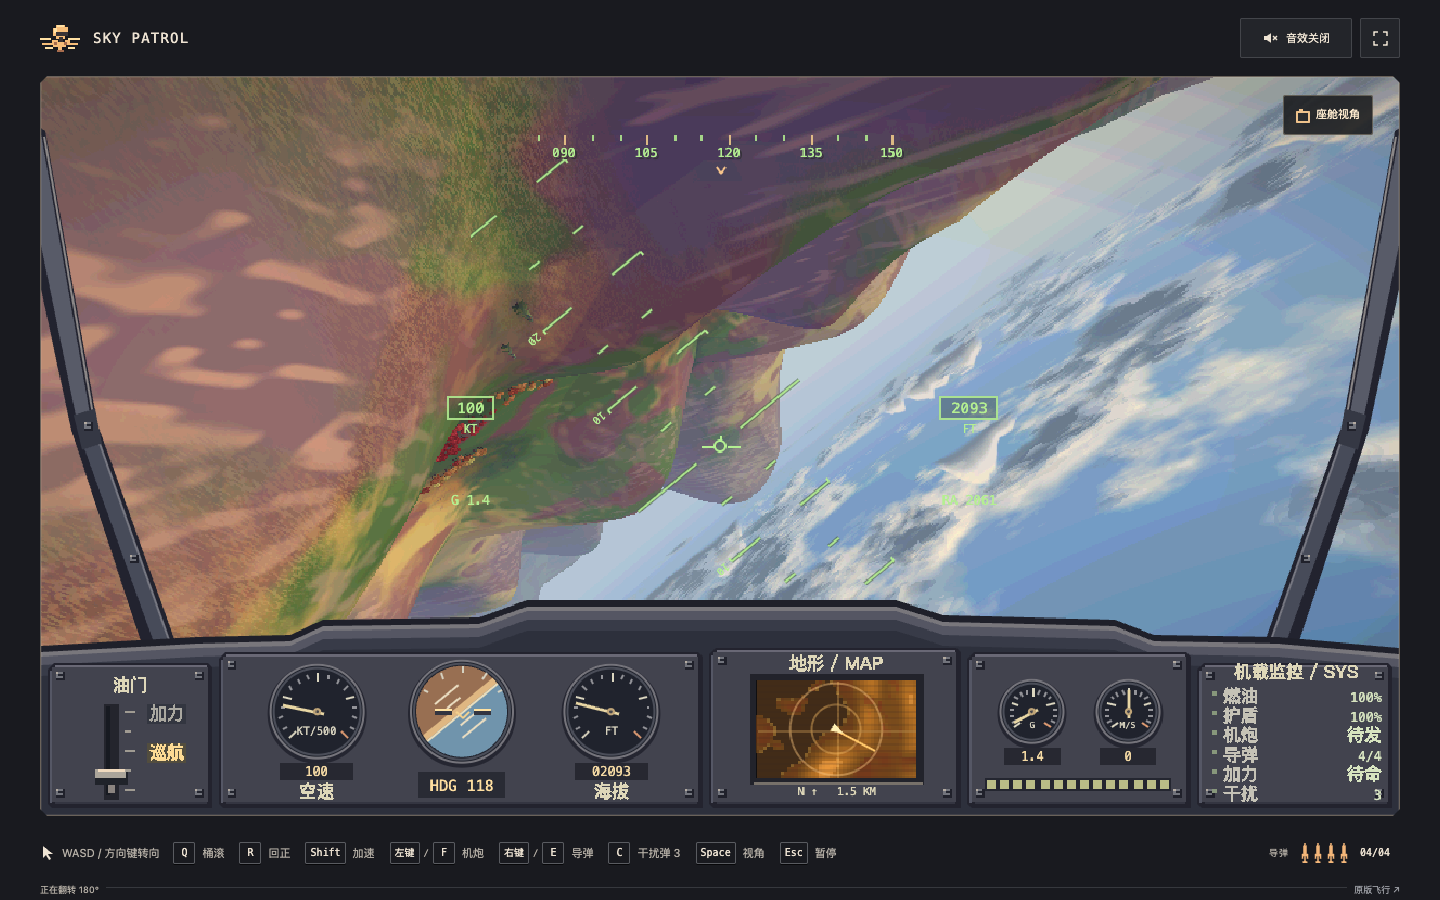 SKY PATROL
音效关闭
座舱视角
090 105 120 135 150
20
10
100
KT
2093
FT
G 1.4
油门
加力
巡航
KT/500
100
空速
HDG 118
FT
02093
海拔
地形 / MAP
N ↑ 1.5 KM
G
1.4
M/S
0
机载监控 / SYS
燃油 100%
护盾 100%
机炮 待发
导弹 4/4
加力 待命
干扰 3
WASD / 方向键转向 Q 桶滚 R 回正 Shift 加速 左键 / F 机炮 右键 / E 导弹 C 干扰弹 3 Space 视角 Esc 暂停
导弹 04/04
正在翻转 180°
原版飞行 ↗